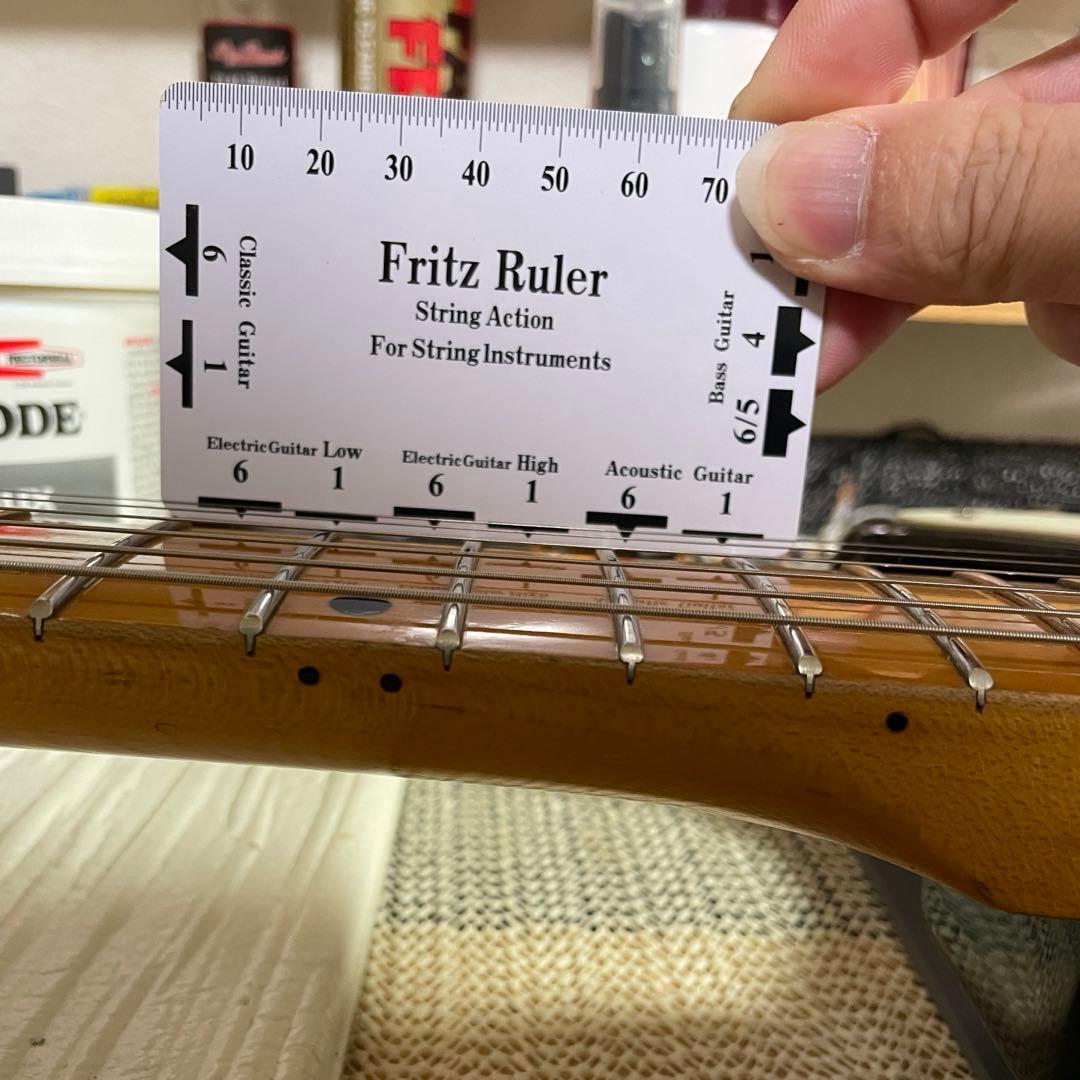 10 20 30 40 50 60 70
Fritz Ruler
String Action
For String Instruments
6 Classic Guitar 1
1
Bass Guitar
4
6/5
ElectricGuitar Low
6 1
ElectricGuitar High
6 1
Acoustic Guitar
6 1
ODE